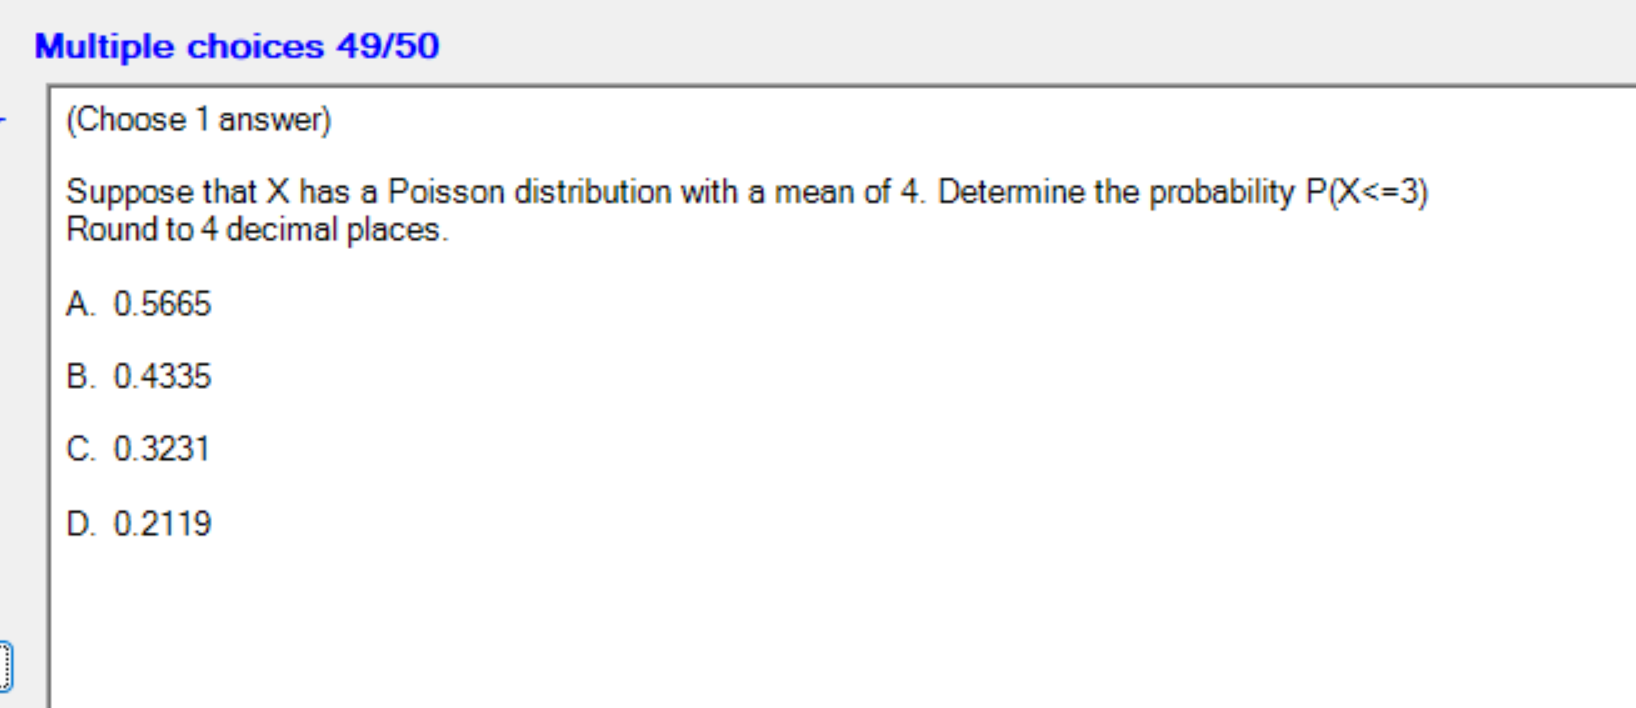 Multiple choices 49/50
(Choose 1 answer)
Suppose that X has a Poisson distribution with a mean of 4. Determine the probability P(X<=3)
Round to 4 decimal places.
A. 0.5665
B. 0.4335
C. 0.3231
D. 0.2119